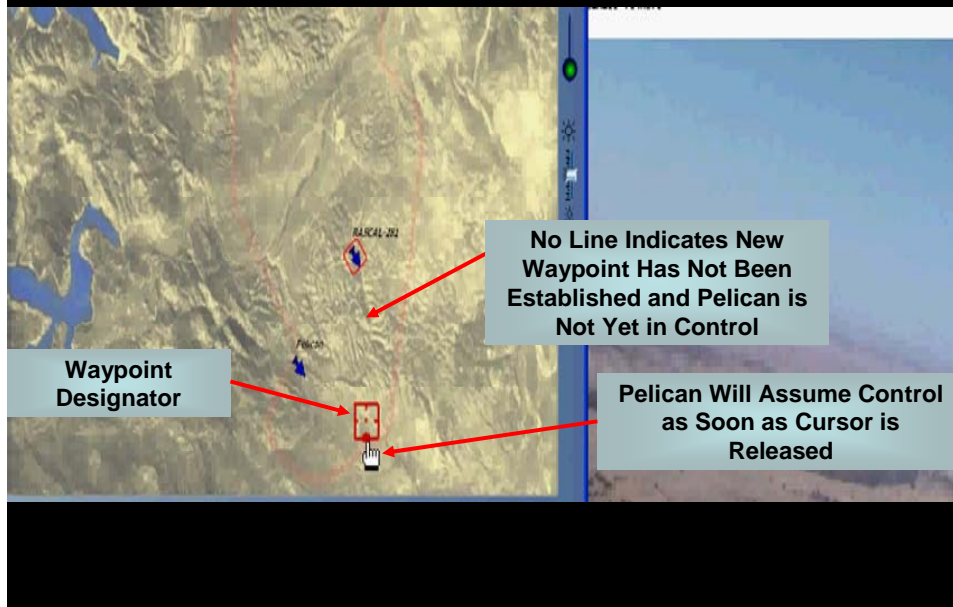 RASCAL-201
No Line Indicates New
Waypoint Has Not Been
Established and Pelican is
Not Yet in Control
Pelican
Waypoint
Designator
Pelican Will Assume Control
as Soon as Cursor is
Released